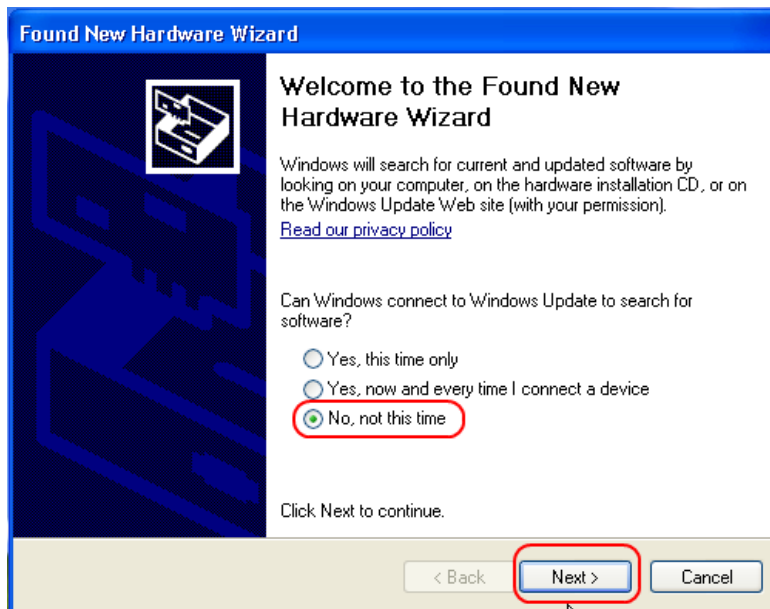 Found New Hardware Wizard
Welcome to the Found New
Hardware Wizard
Windows will search for current and updated software by
looking on your computer, on the hardware installation CD, or on
the Windows Update Web site (with your permission).
Read our privacy policy
Can Windows connect to Windows Update to search for
software?
Yes, this time only
Yes, now and every time I connect a device
No, not this time
Click Next to continue.
< Back
Next >
Cancel